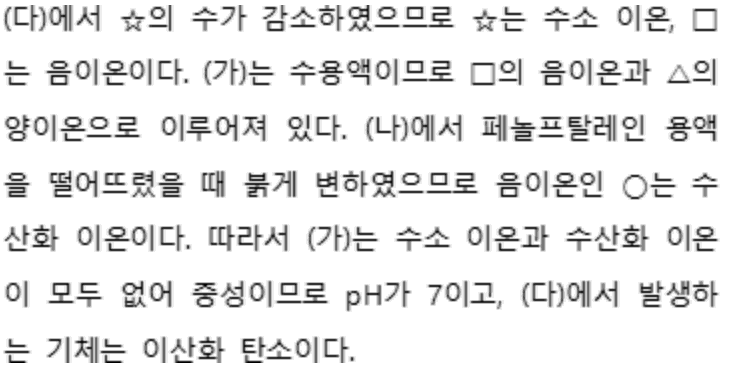 (다)에서 ☆의 수가 감소하였으므로 ☆는 수소 이온, □
는 음이온이다. (가)는 수용액이므로 □의 음이온과 △의
양이온으로 이루어져 있다. (나)에서 페놀프탈레인 용액
을 떨어뜨렸을 때 붉게 변하였으므로 음이온인 ○는 수
산화 이온이다. 따라서 (가)는 수소 이온과 수산화 이온
이 모두 없어 중성이므로 pH가 7이고, (다)에서 발생하
는 기체는 이산화 탄소이다.